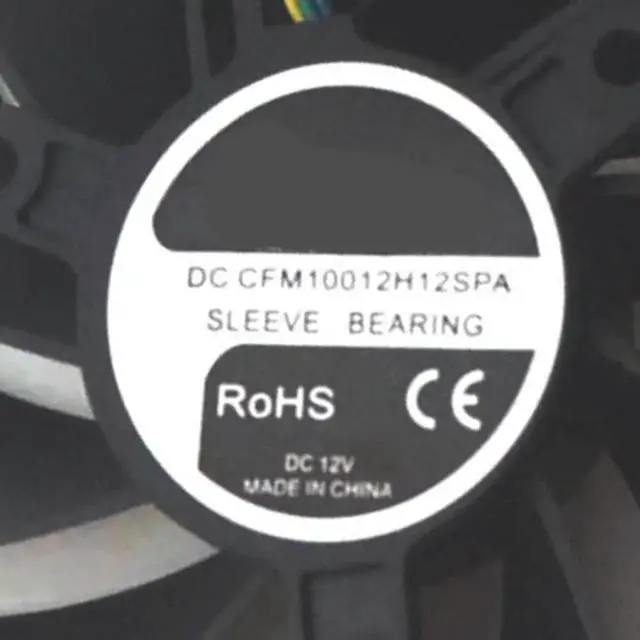 DC CFM10012H12SPA
SLEEVE BEARING
RoHS CE
DC 12V
MADE IN CHINA